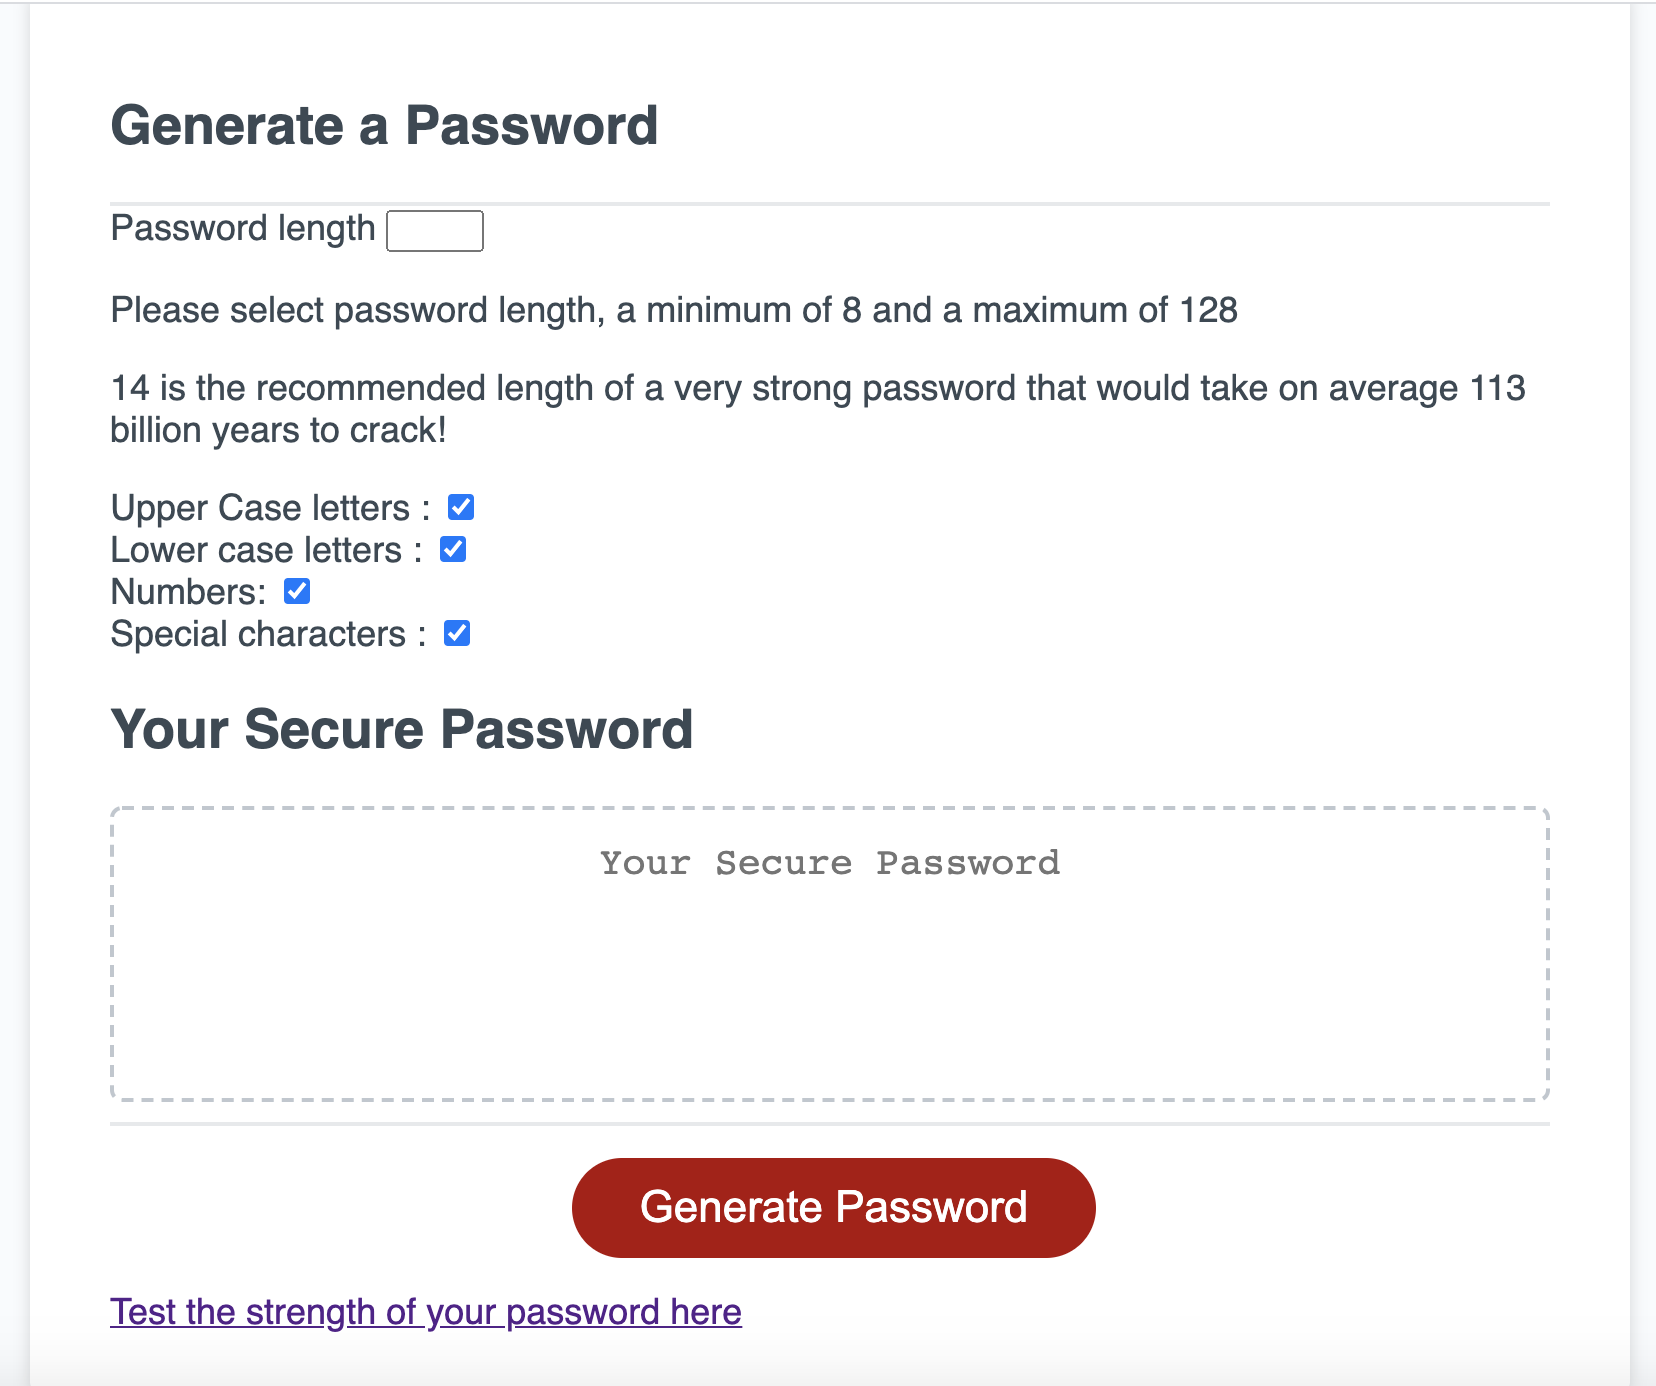 Generate a Password
Password length
Please select password length, a minimum of 8 and a maximum of 128
14 is the recommended length of a very strong password that would take on average 113
billion years to crack!
Upper Case letters :
Lower case letters :
Numbers:
Special characters :
Your Secure Password
Your Secure Password
Generate Password
Test the strength of your password here